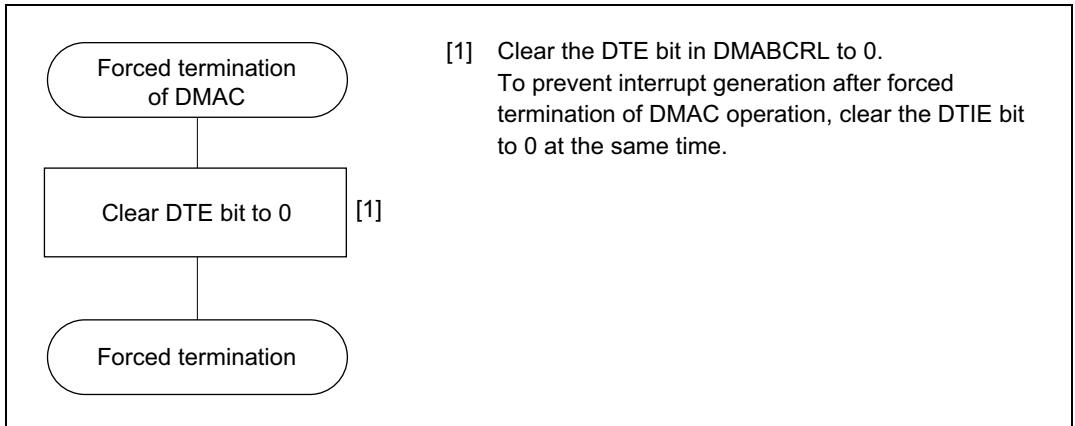 Forced termination
of DMAC
Clear DTE bit to 0
[1]
Forced termination
[1] Clear the DTE bit in DMABCRL to 0.
To prevent interrupt generation after forced
termination of DMAC operation, clear the DTIE bit
to 0 at the same time.